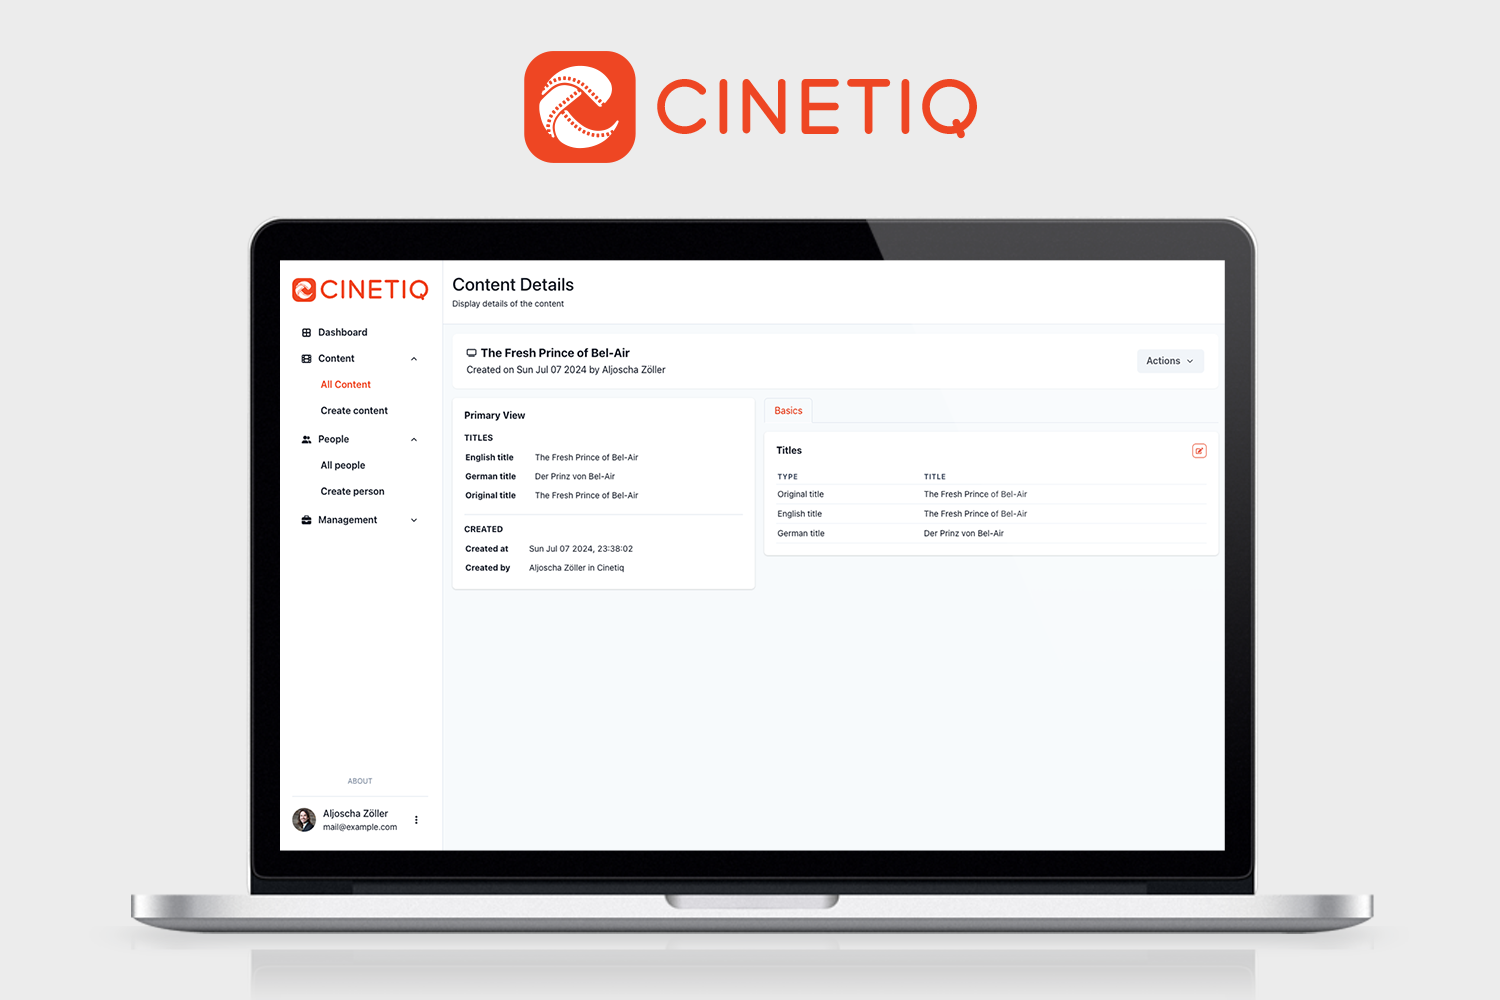 CINETIQ
CINETIQ
Dashboard
Content
All Content
Create content
People
All people
Create person
Management
ABOUT
Aljoscha Zöller
mail@example.com
Content Details
Display details of the content
The Fresh Prince of Bel-Air
Created on Sun Jul 07 2024 by Aljoscha Zöller
Actions
Primary View
TITLES
English title The Fresh Prince of Bel-Air
German title Der Prinz von Bel-Air
Original title The Fresh Prince of Bel-Air
CREATED
Created at Sun Jul 07 2024, 23:38:02
Created by Aljoscha Zöller in Cinetiq
Basics
Titles
TYPE TITLE
Original title The Fresh Prince of Bel-Air
English title The Fresh Prince of Bel-Air
German title Der Prinz von Bel-Air